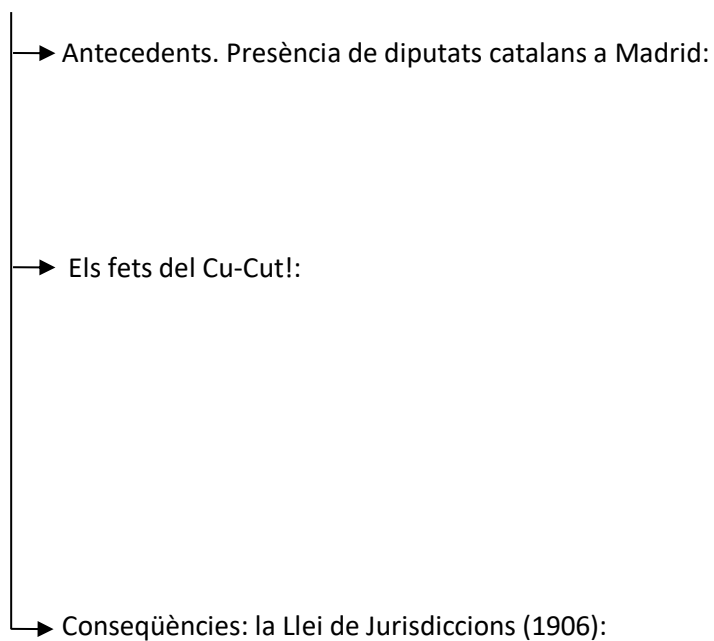 Antecedents. Presència de diputats catalans a Madrid:
Els fets del Cu-Cut!:
Conseqüències: la Llei de Jurisdiccions (1906):